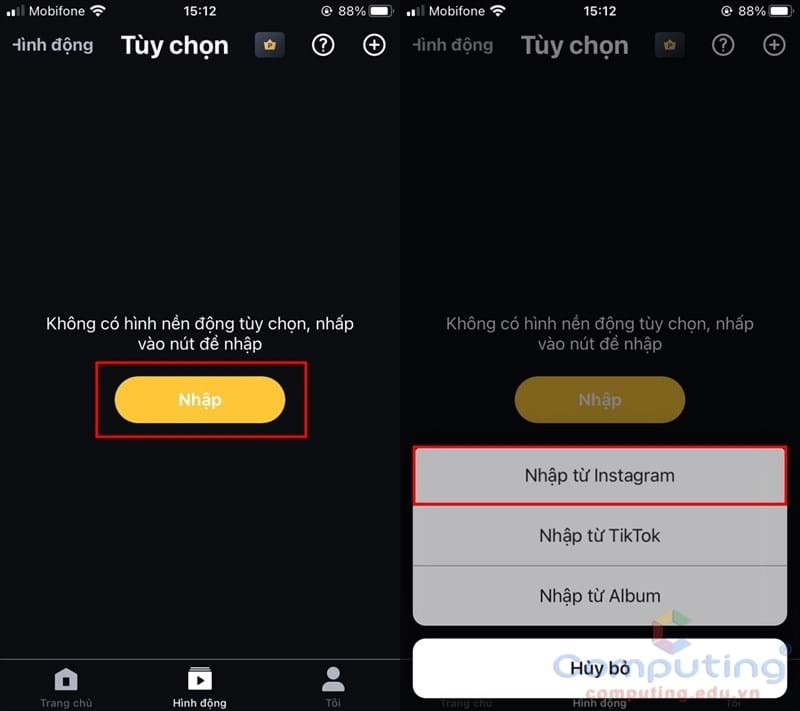 Mobifone 15:12 88%
Hình động Tùy chọn
Không có hình nền động tùy chọn, nhấp
vào nút để nhập
Nhập
Trang chủ Hình động Tôi
Mobifone 15:12 88%
Hình động Tùy chọn
Không có hình nền động tùy chọn, nhấp
vào nút để nhập
Nhập
Nhập từ Instagram
Nhập từ TikTok
Nhập từ Album
Hủy bỏ
Computing
computing.edu.vn
Trang chủ Hình động Tôi